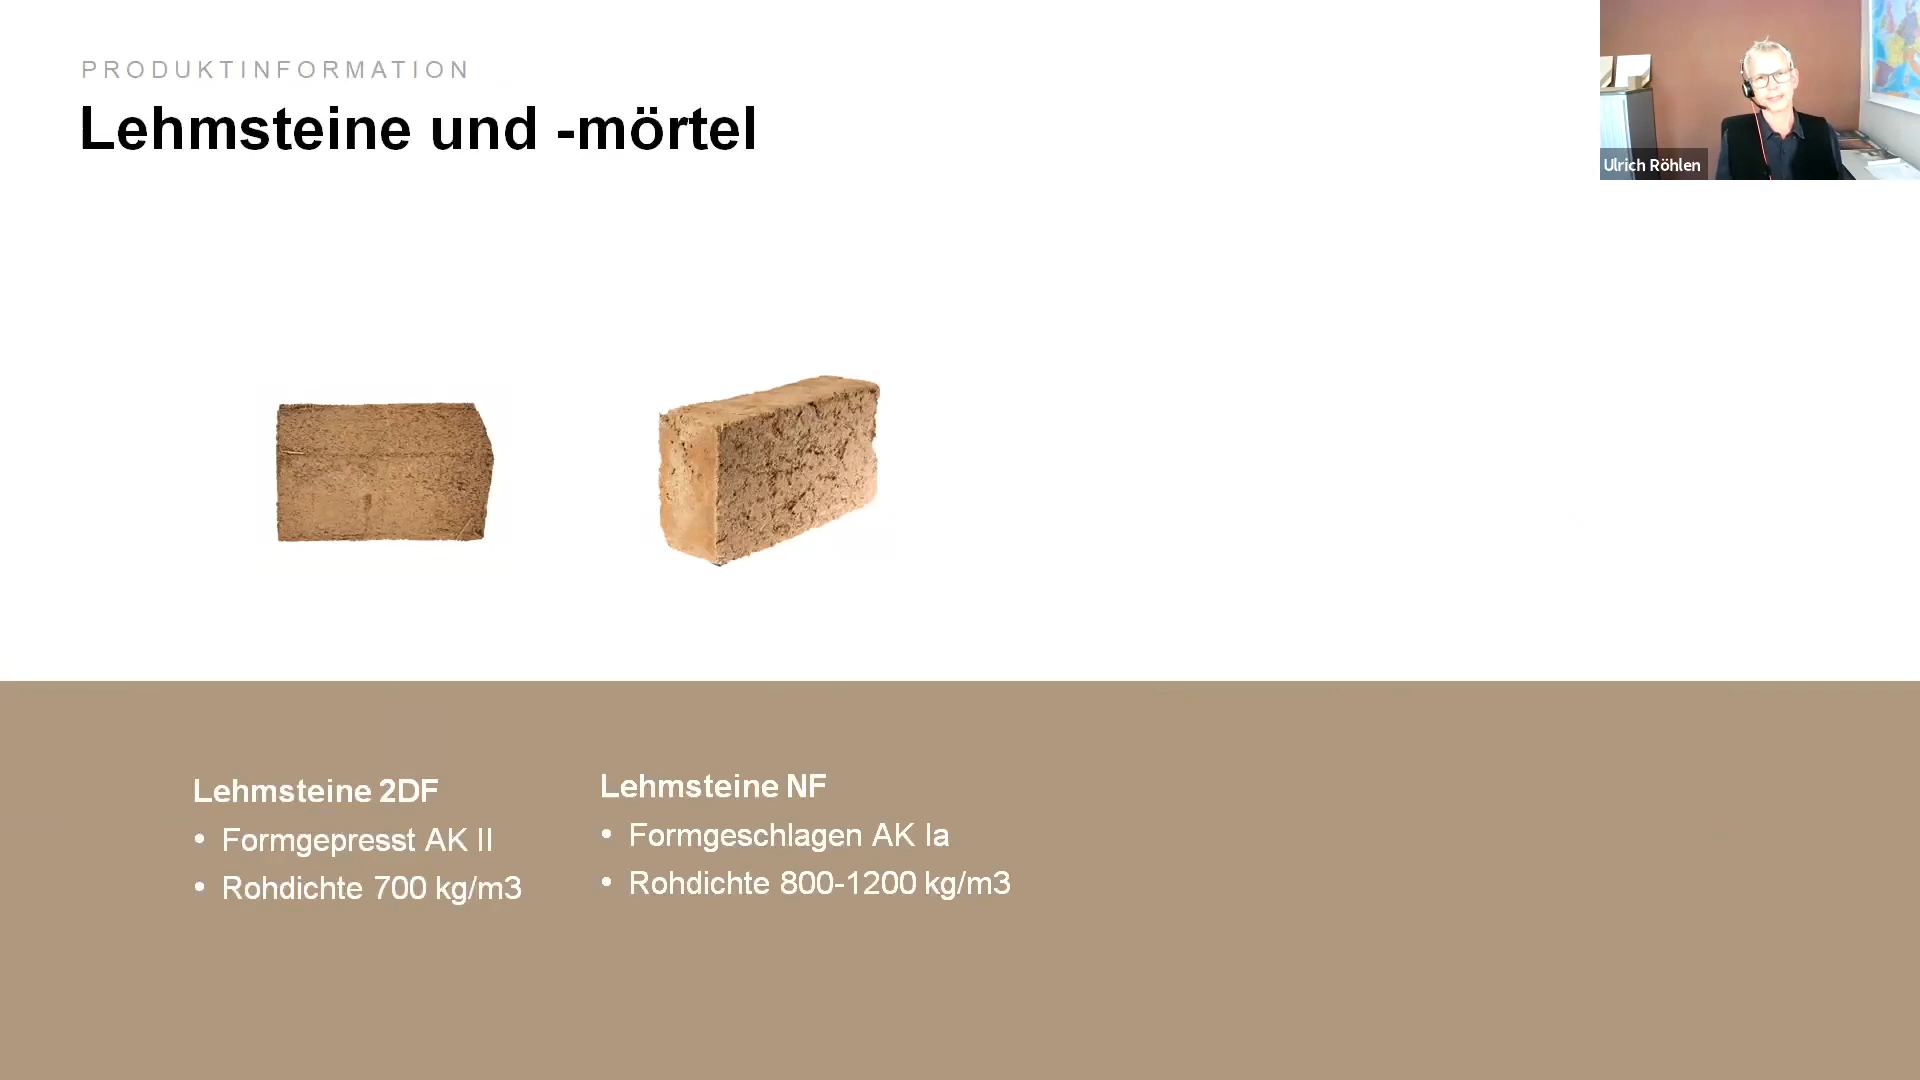 PRODUKTINFORMATION
Lehmsteine und -mörtel
Ulrich Röhlen
Lehmsteine 2DF
• Formgepresst AK II
• Rohdichte 700 kg/m3
Lehmsteine NF
• Formgeschlagen AK Ia
• Rohdichte 800-1200 kg/m3